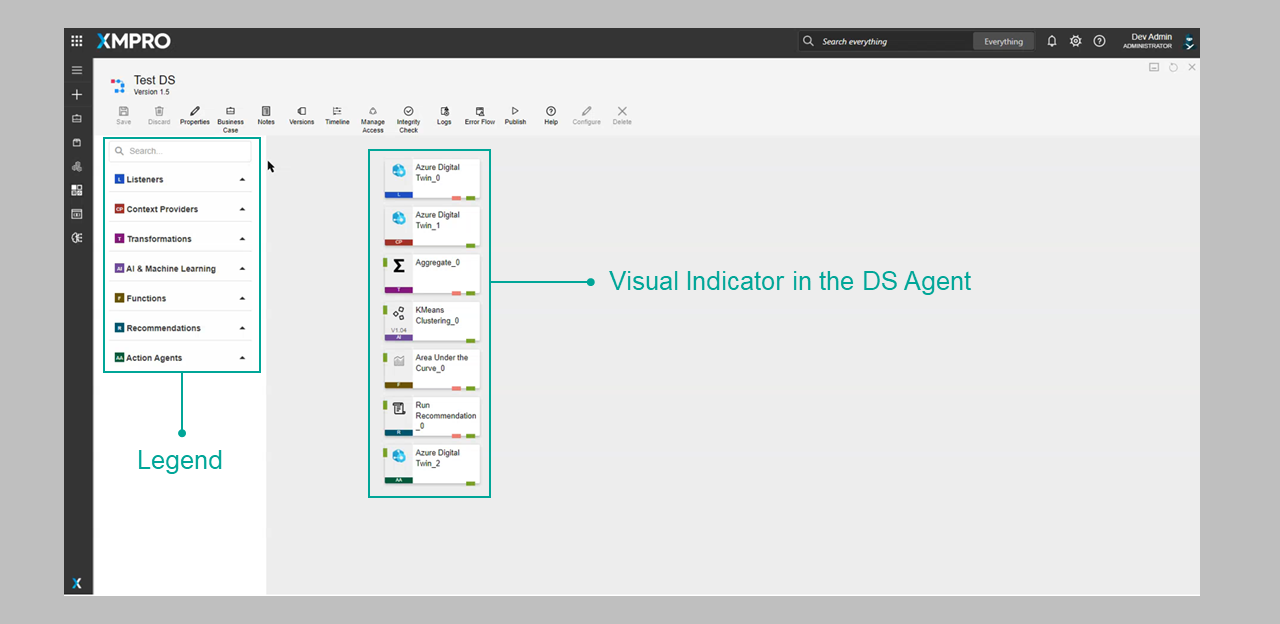 XMPRO
Search everything
Everything
Dev Admin
ADMINISTRATOR
Test DS
Version 1.5
Save
Discard
Properties
Business
Case
Notes
Versions
Timeline
Manage
Access
Integrity
Check
Logs
Error Flow
Publish
Help
Configure
Delete
Search...
L Listeners
CP Context Providers
T Transformations
AI AI & Machine Learning
F Functions
R Recommendations
AA Action Agents
Legend
Azure Digital
Twin_0
L
Azure Digital
Twin_1
CP
Aggregate_0
T
KMeans
Clustering_0
V1.04
AI
Area Under the
Curve_0
F
Run
Recommendation
_0
R
Azure Digital
Twin_2
AA
Visual Indicator in the DS Agent
X